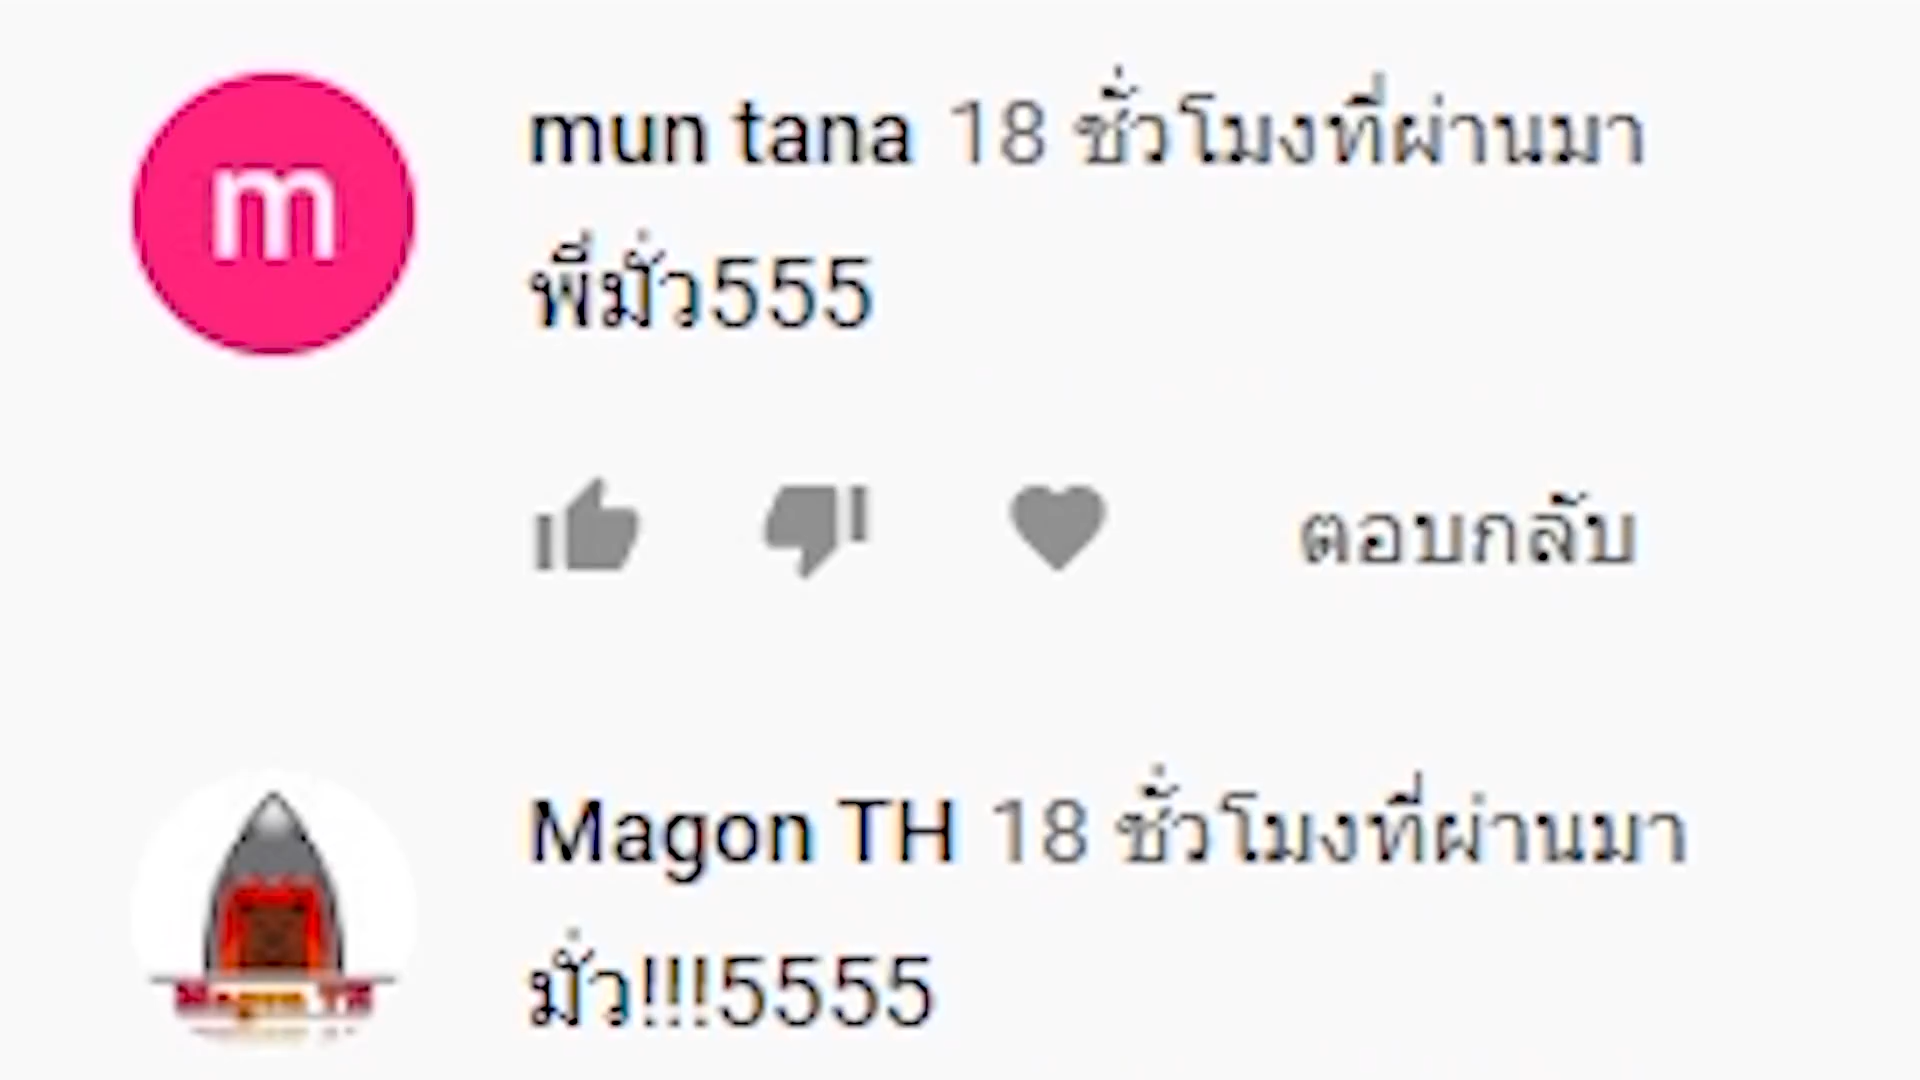 m
mun tana 18 ชั่วโมงที่ผ่านมา
พี่มั่ว555
ตอบกลับ
Magon TH
Magon TH 18 ชั่วโมงที่ผ่านมา
มั่ว!!!5555